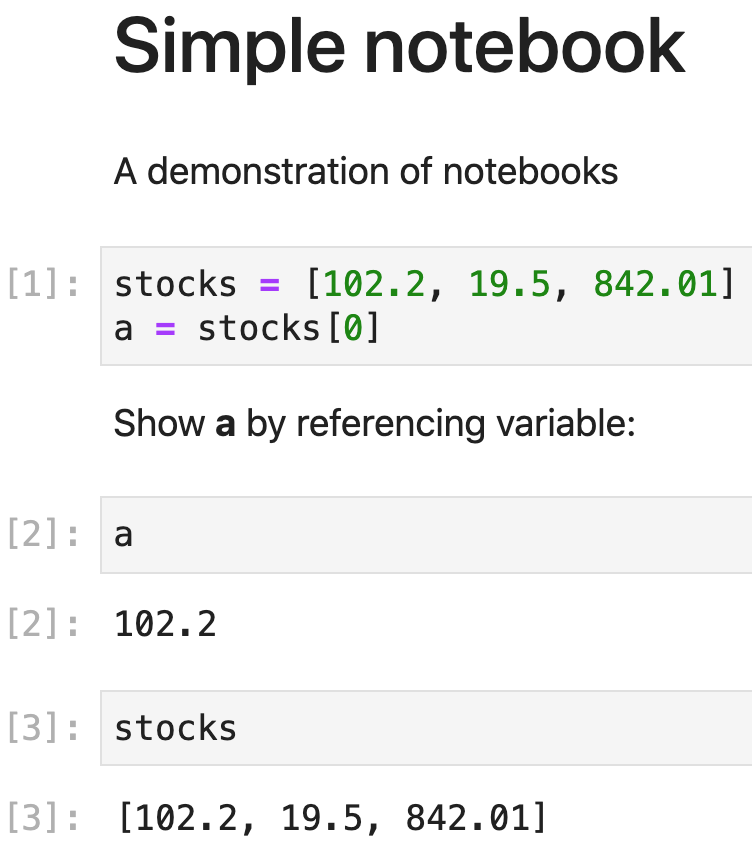 Simple notebook
A demonstration of notebooks
[1]: stocks = [102.2, 19.5, 842.01]
a = stocks[0]
Show a by referencing variable:
[2]: a
[2]: 102.2
[3]: stocks
[3]: [102.2, 19.5, 842.01]